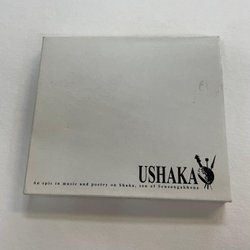 USHAKA
An epic in music and poetry on Shaka, son of Senzangakhona